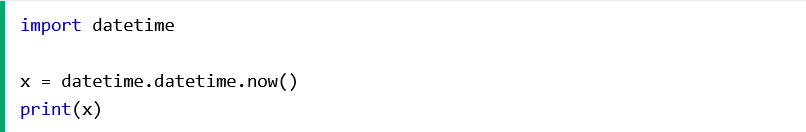 import datetime
x = datetime.datetime.now()
print(x)